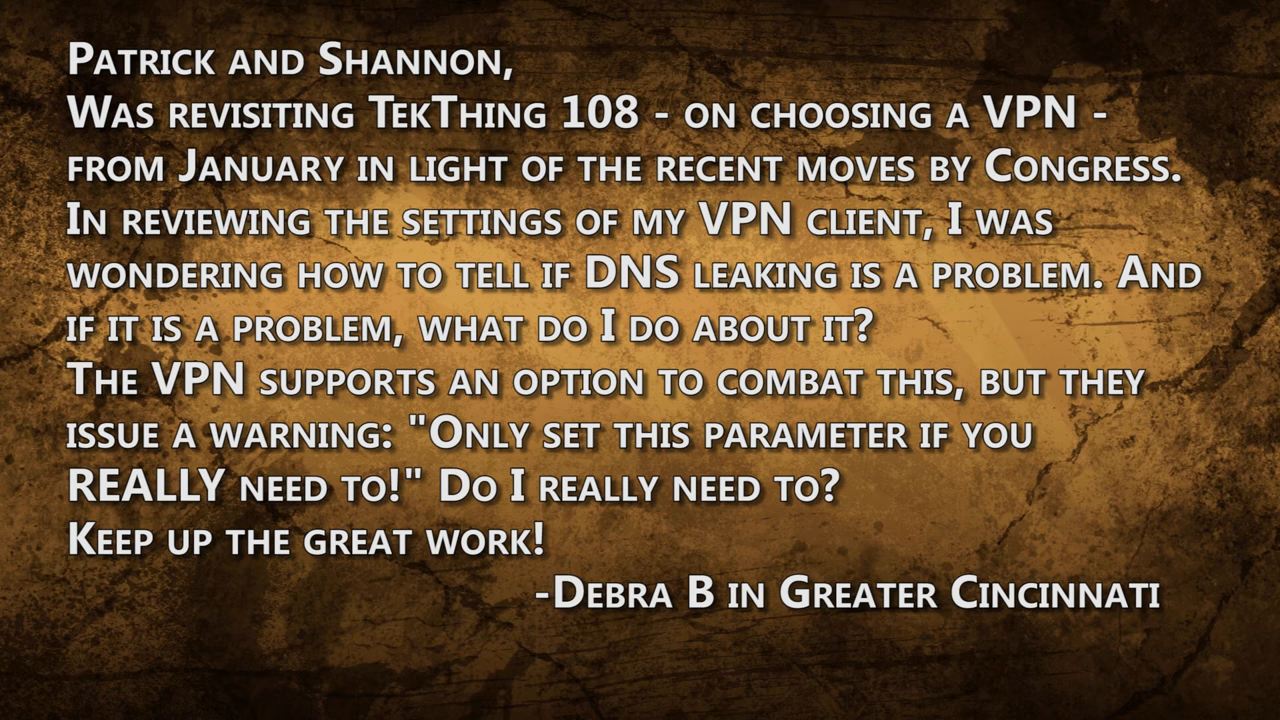 Patrick and Shannon,
Was revisiting TekThing 108 - on choosing a VPN -
from January in light of the recent moves by Congress.
In reviewing the settings of my VPN client, I was
wondering how to tell if DNS leaking is a problem. And
if it is a problem, what do I do about it?
The VPN supports an option to combat this, but they
issue a warning: "Only set this parameter if you
REALLY need to!" Do I really need to?
Keep up the great work!
-Debra B in Greater Cincinnati